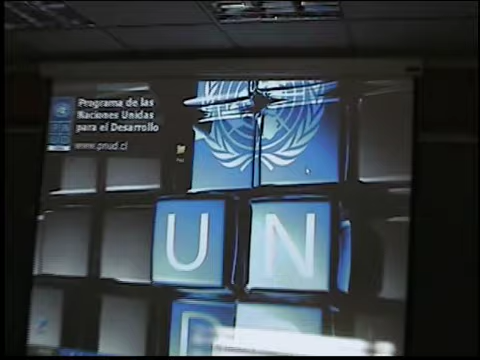 Programa de las
Naciones Unidas
para el Desarrollo
www.pnud.cl
U N
D P